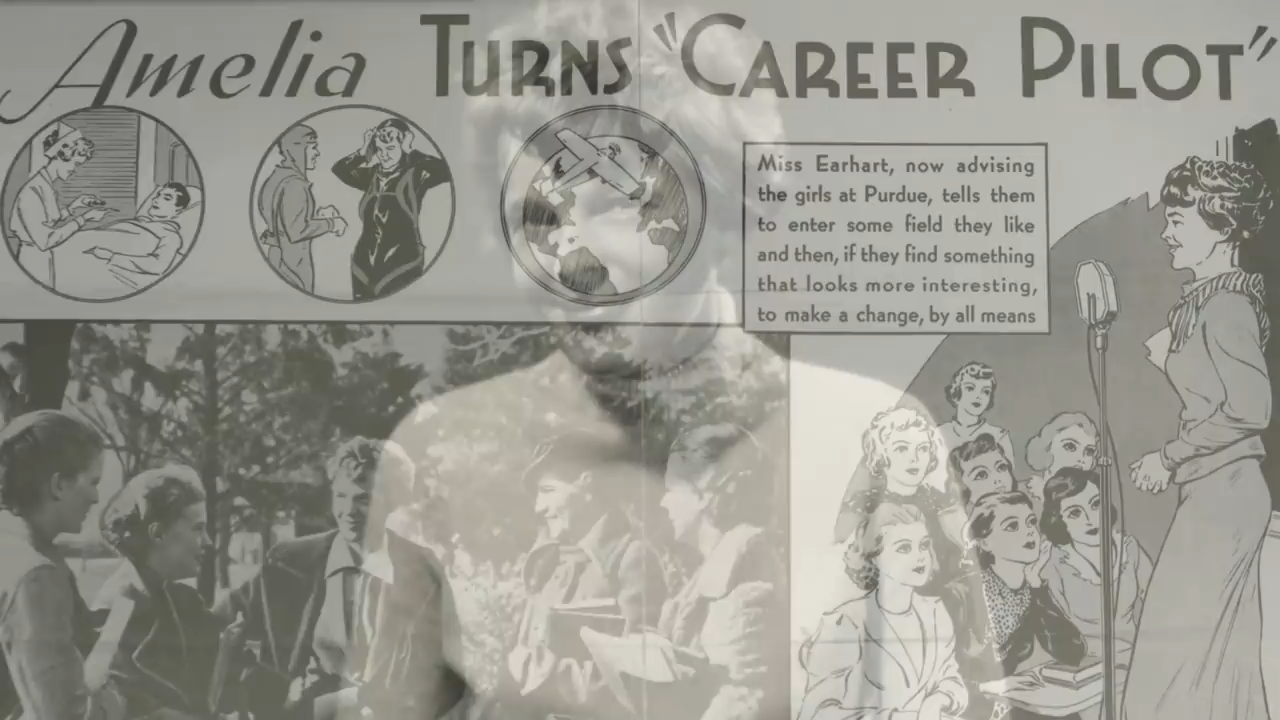 Amelia TURNS "CAREER PILOT"
Miss Earhart, now advising
the girls at Purdue, tells them
to enter some field they like
and then, if they find something
that looks more interesting,
to make a change, by all means